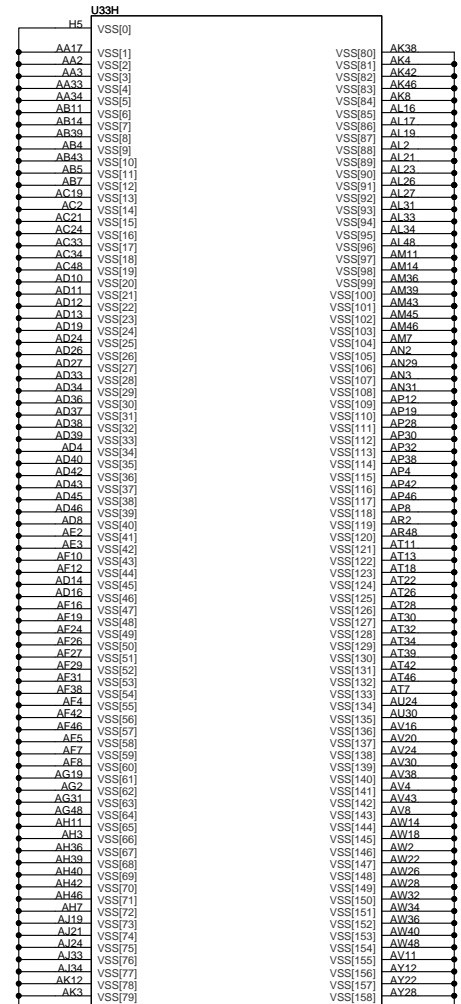 U33H
H5 VSS[0]
AA17 VSS[1] VSS[80] AK38
AA2 VSS[2] VSS[81] AK4
AA3 VSS[3] VSS[82] AK42
AA33 VSS[4] VSS[83] AK46
AA34 VSS[5] VSS[84] AK8
AB11 VSS[6] VSS[85] AL16
AB14 VSS[7] VSS[86] AL17
AB39 VSS[8] VSS[87] AL19
AB4 VSS[9] VSS[88] AL2
AB43 VSS[10] VSS[89] AL21
AB5 VSS[11] VSS[90] AL23
AB7 VSS[12] VSS[91] AL26
AC19 VSS[13] VSS[92] AL27
AC2 VSS[14] VSS[93] AL31
AC21 VSS[15] VSS[94] AL33
AC24 VSS[16] VSS[95] AL34
AC33 VSS[17] VSS[96] AL48
AC34 VSS[18] VSS[97] AM11
AC48 VSS[19] VSS[98] AM14
AD10 VSS[20] VSS[99] AM36
AD11 VSS[21] VSS[100] AM39
AD12 VSS[22] VSS[101] AM43
AD13 VSS[23] VSS[102] AM45
AD19 VSS[24] VSS[103] AM46
AD24 VSS[25] VSS[104] AM7
AD26 VSS[26] VSS[105] AN2
AD27 VSS[27] VSS[106] AN29
AD33 VSS[28] VSS[107] AN3
AD34 VSS[29] VSS[108] AN31
AD36 VSS[30] VSS[109] AP12
AD37 VSS[31] VSS[110] AP19
AD38 VSS[32] VSS[111] AP28
AD39 VSS[33] VSS[112] AP30
AD4 VSS[34] VSS[113] AP32
AD40 VSS[35] VSS[114] AP38
AD42 VSS[36] VSS[115] AP4
AD43 VSS[37] VSS[116] AP42
AD45 VSS[38] VSS[117] AP46
AD46 VSS[39] VSS[118] AP8
AD8 VSS[40] VSS[119] AR2
AE2 VSS[41] VSS[120] AR48
AE3 VSS[42] VSS[121] AT11
AF10 VSS[43] VSS[122] AT13
AF12 VSS[44] VSS[123] AT18
AD14 VSS[45] VSS[124] AT22
AD16 VSS[46] VSS[125] AT26
AF16 VSS[47] VSS[126] AT28
AF19 VSS[48] VSS[127] AT30
AF24 VSS[49] VSS[128] AT32
AF26 VSS[50] VSS[129] AT34
AF27 VSS[51] VSS[130] AT39
AF29 VSS[52] VSS[131] AT42
AF31 VSS[53] VSS[132] AT46
AF38 VSS[54] VSS[133] AT7
AF4 VSS[55] VSS[134] AU24
AF42 VSS[56] VSS[135] AU30
AF46 VSS[57] VSS[136] AV16
AF5 VSS[58] VSS[137] AV20
AF7 VSS[59] VSS[138] AV24
AF8 VSS[60] VSS[139] AV30
AG19 VSS[61] VSS[140] AV38
AG2 VSS[62] VSS[141] AV4
AG31 VSS[63] VSS[142] AV43
AG48 VSS[64] VSS[143] AV8
AH11 VSS[65] VSS[144] AW14
AH3 VSS[66] VSS[145] AW18
AH36 VSS[67] VSS[146] AW2
AH39 VSS[68] VSS[147] AW22
AH40 VSS[69] VSS[148] AW26
AH42 VSS[70] VSS[149] AW28
AH46 VSS[71] VSS[150] AW32
AH7 VSS[72] VSS[151] AW34
AJ19 VSS[73] VSS[152] AW36
AJ21 VSS[74] VSS[153] AW40
AJ24 VSS[75] VSS[154] AW48
AJ33 VSS[76] VSS[155] AV11
AJ34 VSS[77] VSS[156] AY12
AK12 VSS[78] VSS[157] AY22
AK3 VSS[79] VSS[158] AY28